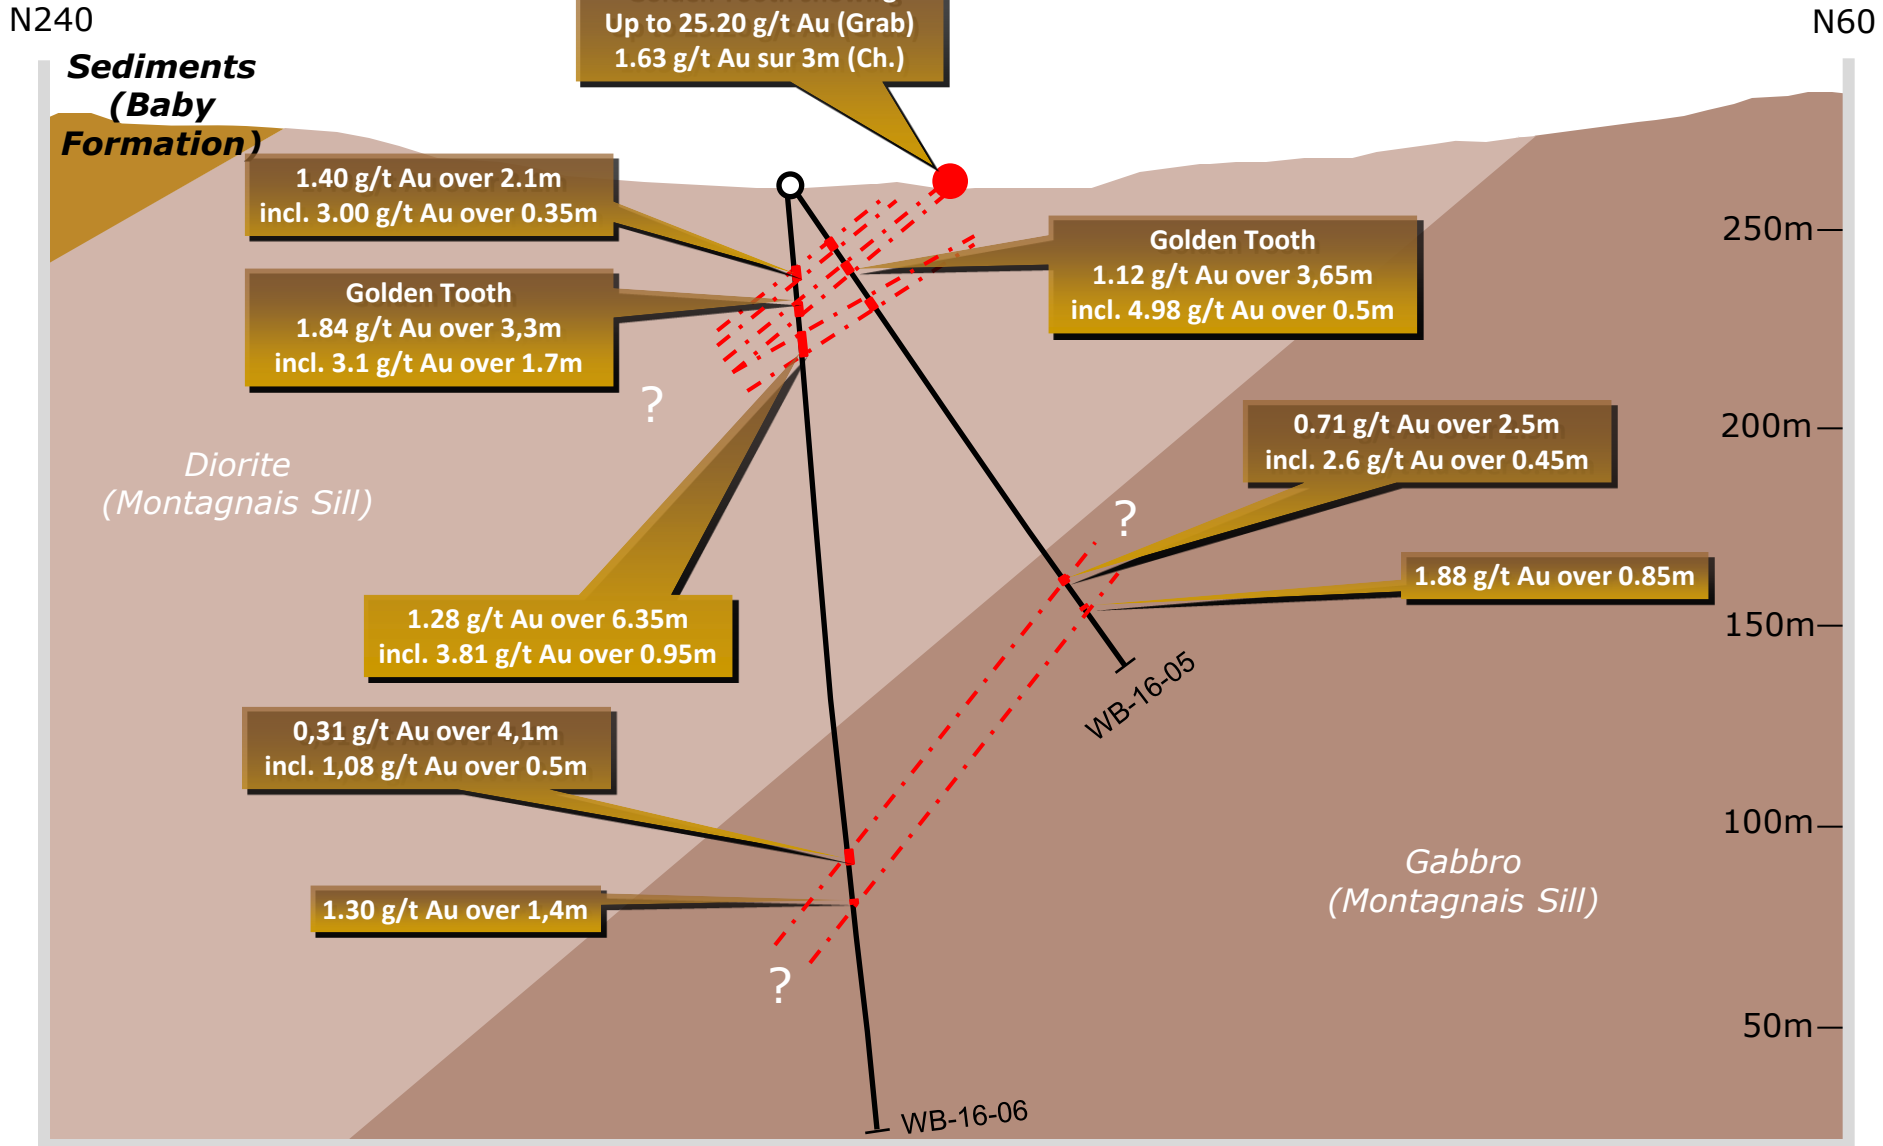 N240
N60
Sediments
(Baby
Formation)
Up to 25.20 g/t Au (Grab)
1.63 g/t Au sur 3m (Ch.)
1.40 g/t Au over 2.1m
incl. 3.00 g/t Au over 0.35m
Golden Tooth
1.84 g/t Au over 3,3m
incl. 3.1 g/t Au over 1.7m
Golden Tooth
1.12 g/t Au over 3,65m
incl. 4.98 g/t Au over 0.5m
250m
?
200m
0.71 g/t Au over 2.5m
incl. 2.6 g/t Au over 0.45m
Diorite
(Montagnais Sill)
?
1.88 g/t Au over 0.85m
150m
1.28 g/t Au over 6.35m
incl. 3.81 g/t Au over 0.95m
WB-16-05
0,31 g/t Au over 4,1m
incl. 1,08 g/t Au over 0.5m
100m
Gabbro
(Montagnais Sill)
1.30 g/t Au over 1,4m
?
50m
WB-16-06